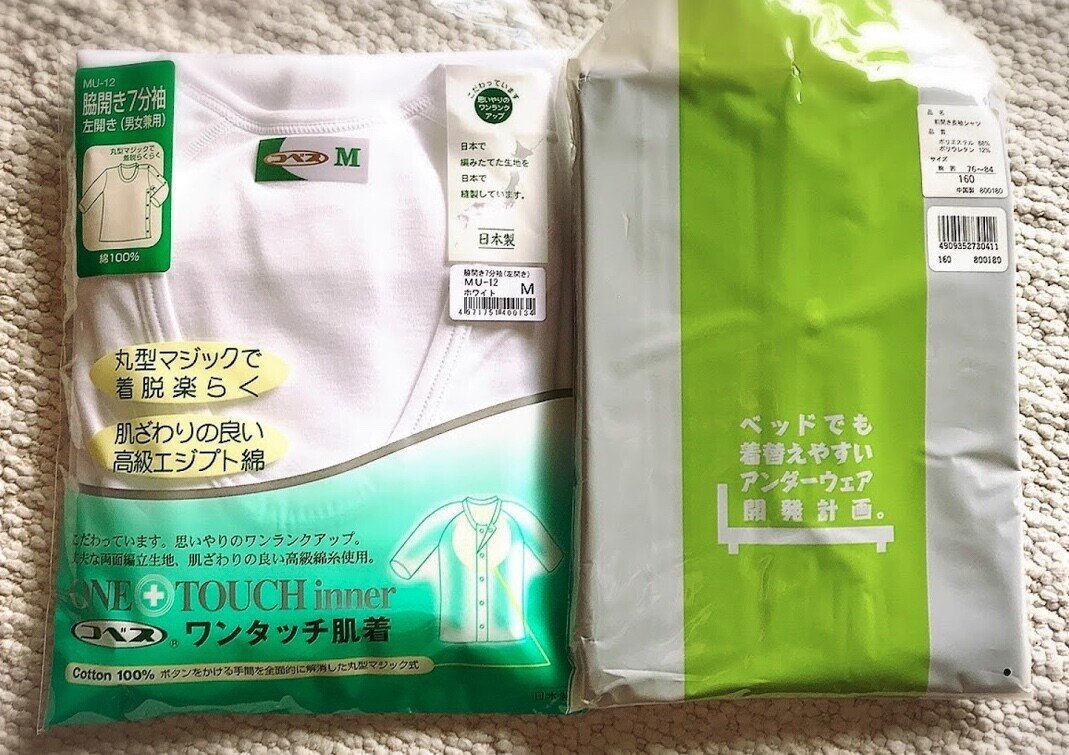 MU-12
脇開き7分袖
左開き(男女兼用)
丸型マジックで
着脱らくらく
綿100%
コベス M
こだわっています
思いやりの
ワンランク
アップ
日本で
編みたてた生地を
日本で
縫製しています。
日本製
脇開き7分袖(左開き)
MU-12
ホワイト M
4971751400134
丸型マジックで
着脱楽らく
肌ざわりの良い
高級エジプト綿
こだわっています。思いやりのワンランクアップ。
丈夫な両面編立生地、肌ざわりの良い高級綿糸使用。
ONE TOUCH inner
コベス® ワンタッチ肌着
Cotton 100% ボタンをかける手間を全面的に解消した丸型マジック式
日本製
品名
前開き長袖シャツ
品質
ポリエステル 88%
ポリウレタン 12%
サイズ
胸囲 76~84
160
中国製 800180
4909352730411
160 800180
ベッドでも
着替えやすい
アンダーウェア
開発計画。